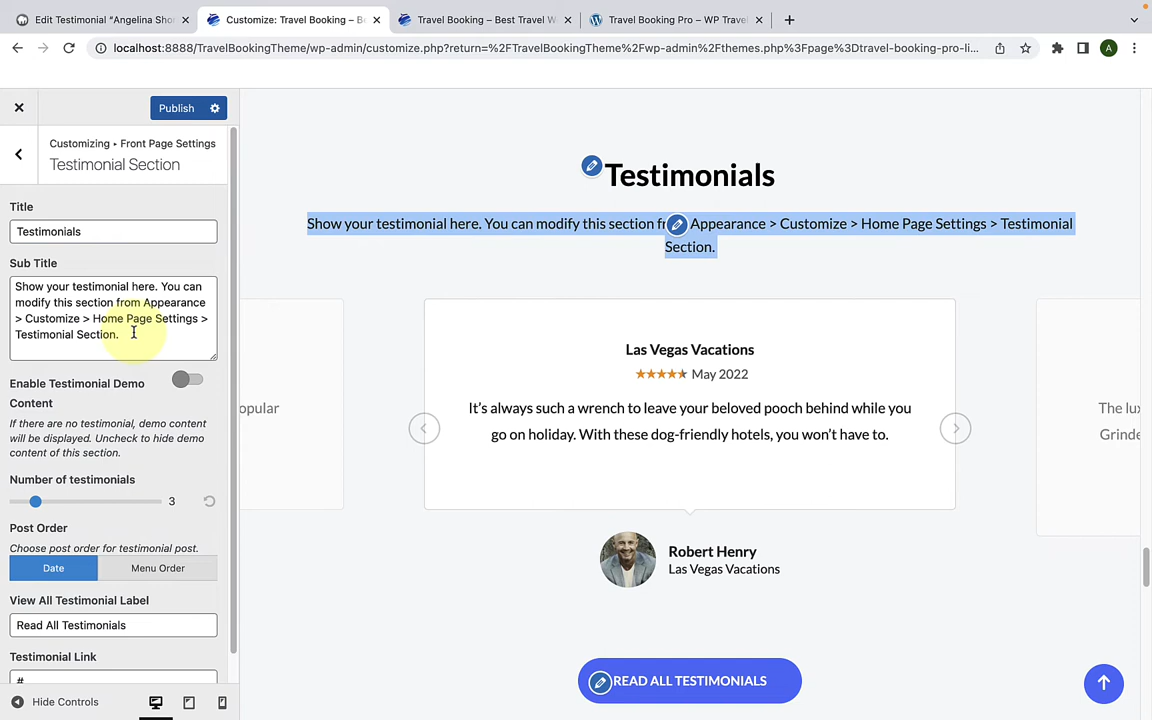 Edit Testimonial “Angelina Sho
Customize: Travel Booking – Be
Travel Booking – Best Travel W
Travel Booking Pro – WP Trave
localhost:8888/TravelBookingTheme/wp-admin/customize.php?return=%2FTravelBookingTheme%2Fwp-admin%2Fthemes.php%3Fpage%3Dtravel-booking-pro-li...
A
Publish
Customizing ▸ Front Page Settings
Testimonial Section
Title
Testimonials
Sub Title
Show your testimonial here. You can
modify this section from Appearance
> Customize > Home Page Settings >
Testimonial Section.
Enable Testimonial Demo
Content
If there are no testimonial, demo content
will be displayed. Uncheck to hide demo
content of this section.
Number of testimonials
3
Post Order
Choose post order for testimonial post.
Date
Menu Order
View All Testimonial Label
Read All Testimonials
Testimonial Link
#
Hide Controls
Testimonials
Show your testimonial here. You can modify this section Appearance > Customize > Home Page Settings > Testimonial
Section.
opular
Las Vegas Vacations
May 2022
It’s always such a wrench to leave your beloved pooch behind while you
go on holiday. With these dog-friendly hotels, you won’t have to.
The lux
Grinde
Robert Henry
Las Vegas Vacations
READ ALL TESTIMONIALS